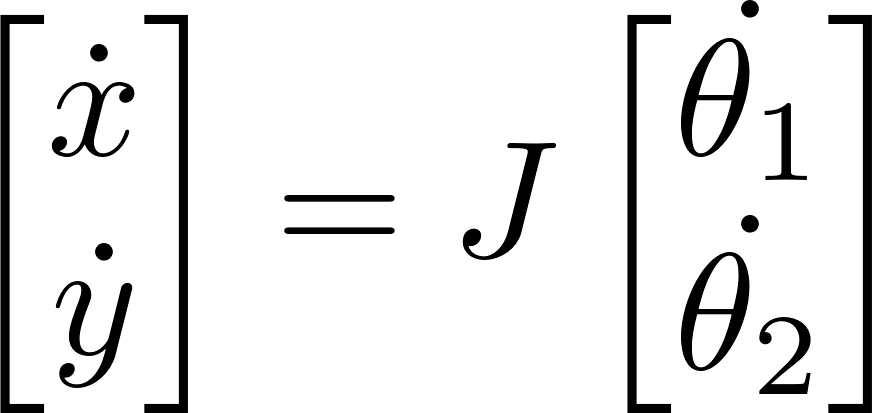 [ẋ ẏ] = J [θ̇₁ θ̇₂]